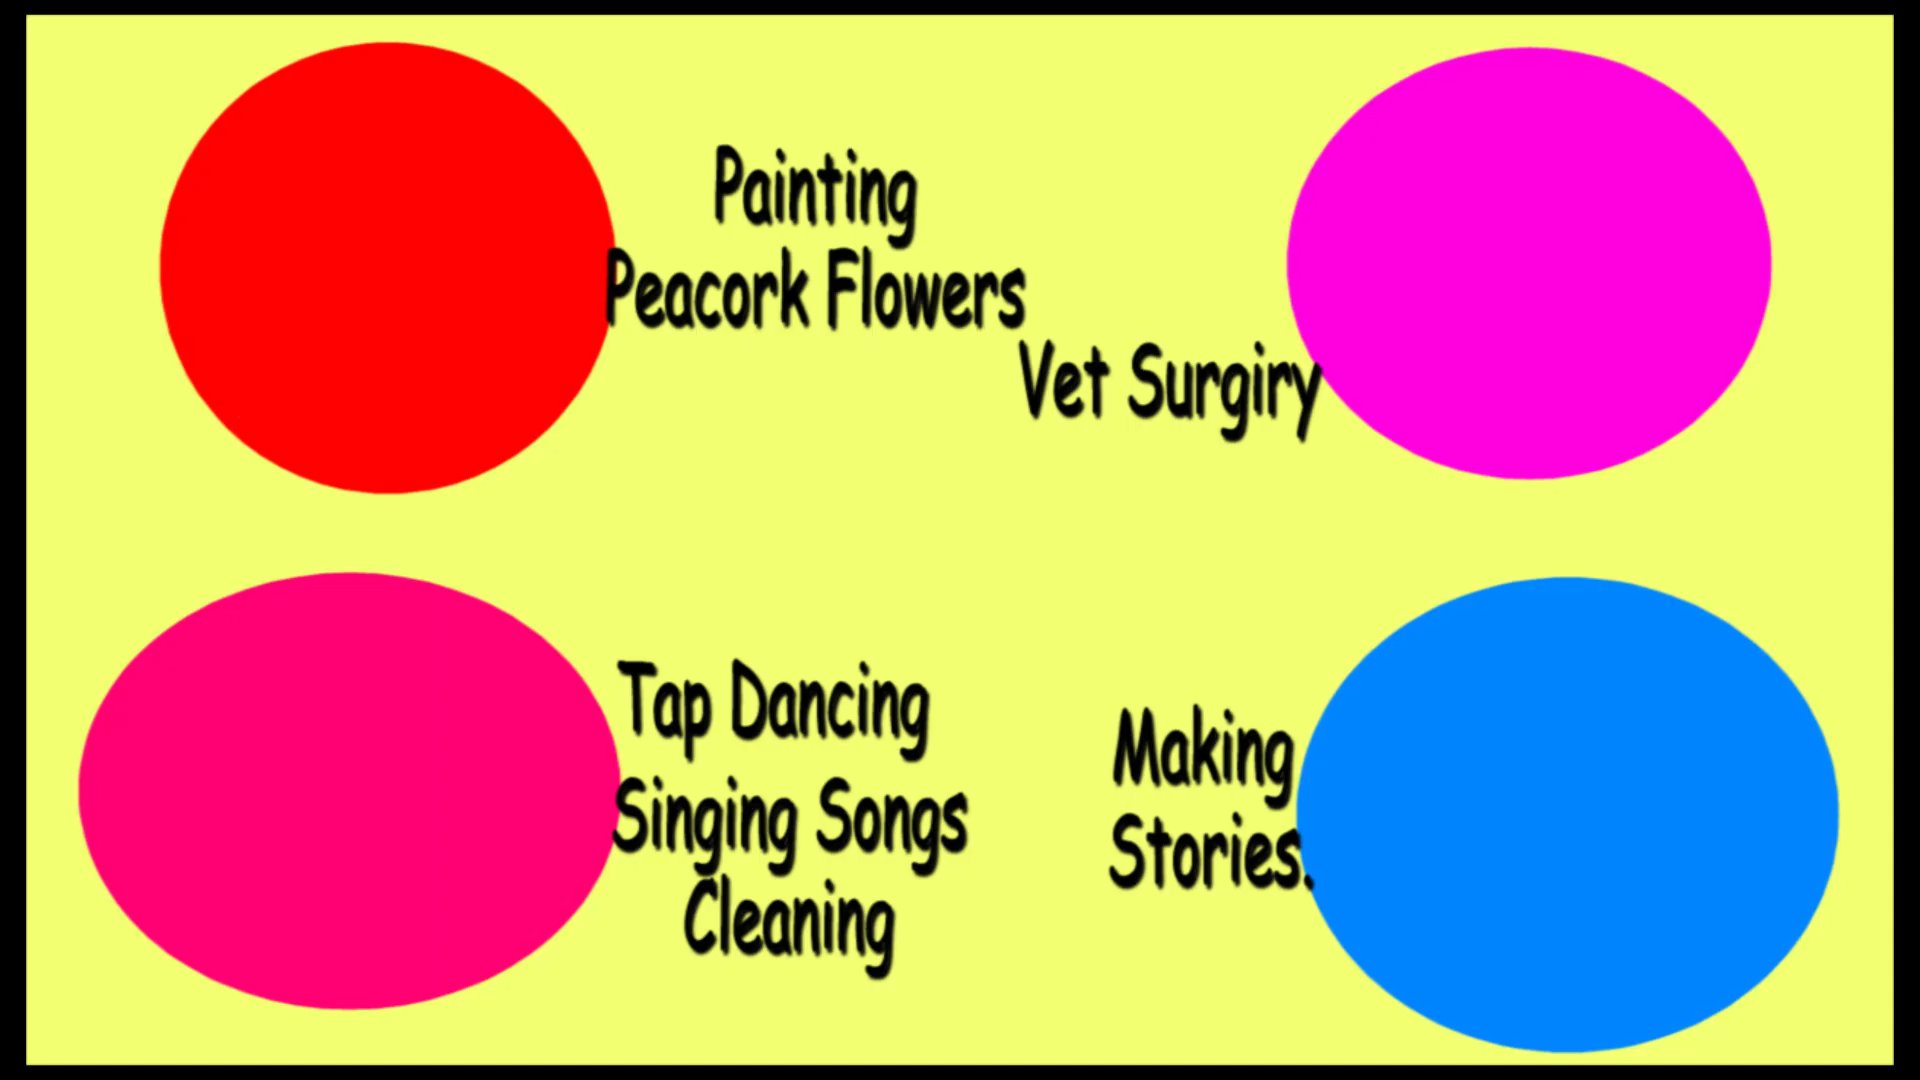 Painting
Peacork Flowers
Vet Surgiry
Tap Dancing
Singing Songs
Cleaning
Making
Stories.